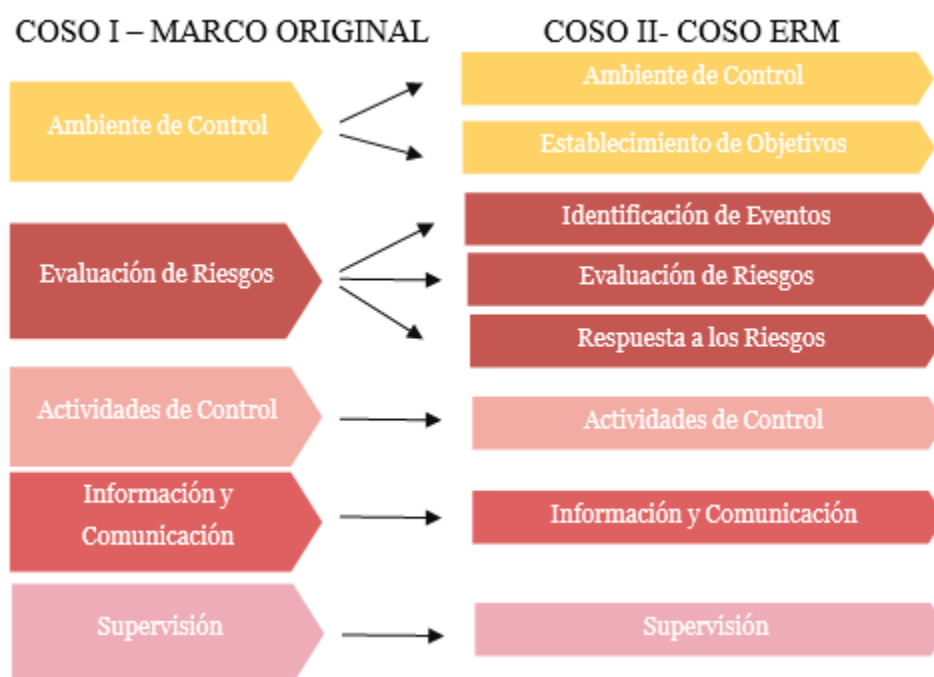 COSO I – MARCO ORIGINAL
Ambiente de Control
Evaluación de Riesgos
Actividades de Control
Información y
Comunicación
Supervisión
COSO II- COSO ERM
Ambiente de Control
Establecimiento de Objetivos
Identificación de Eventos
Evaluación de Riesgos
Respuesta a los Riesgos
Actividades de Control
Información y Comunicación
Supervisión